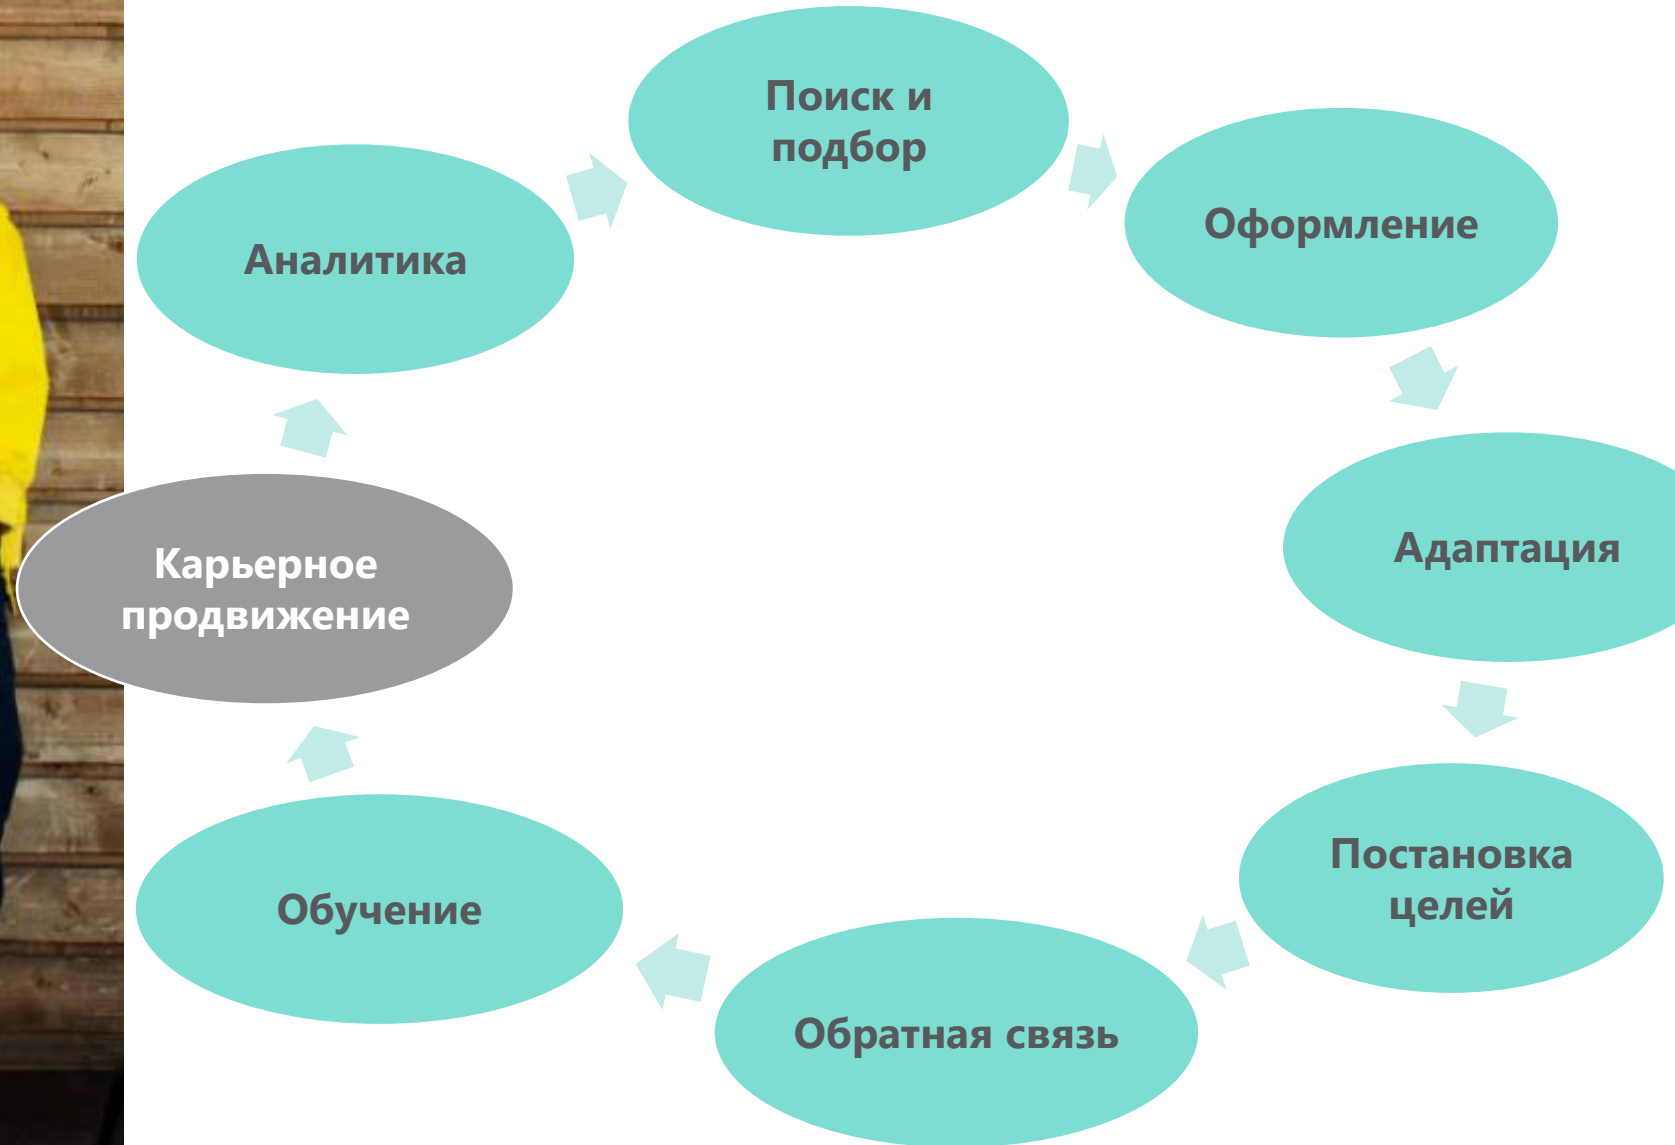 Поиск и
подбор
Оформление
Адаптация
Постановка
целей
Обратная связь
Обучение
Карьерное
продвижение
Аналитика